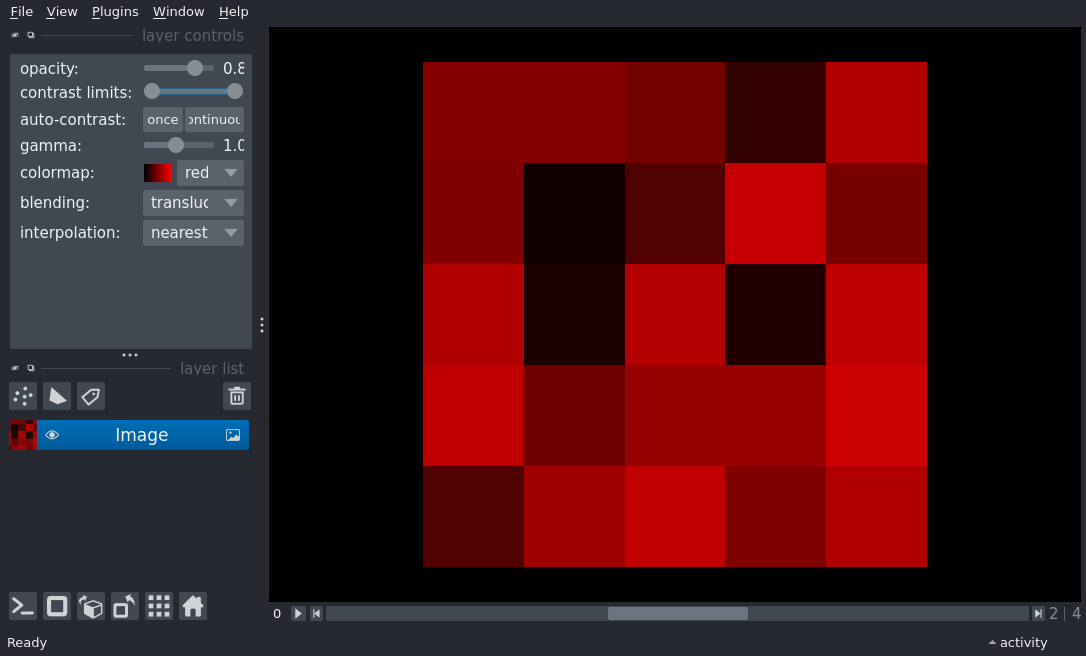 File View Plugins Window Help
layer controls
opacity: 0.8
contrast limits:
auto-contrast: once ontinuou
gamma: 1.0
colormap: red
blending: transluc
interpolation: nearest
layer list
Image
0 2 | 4
Ready activity